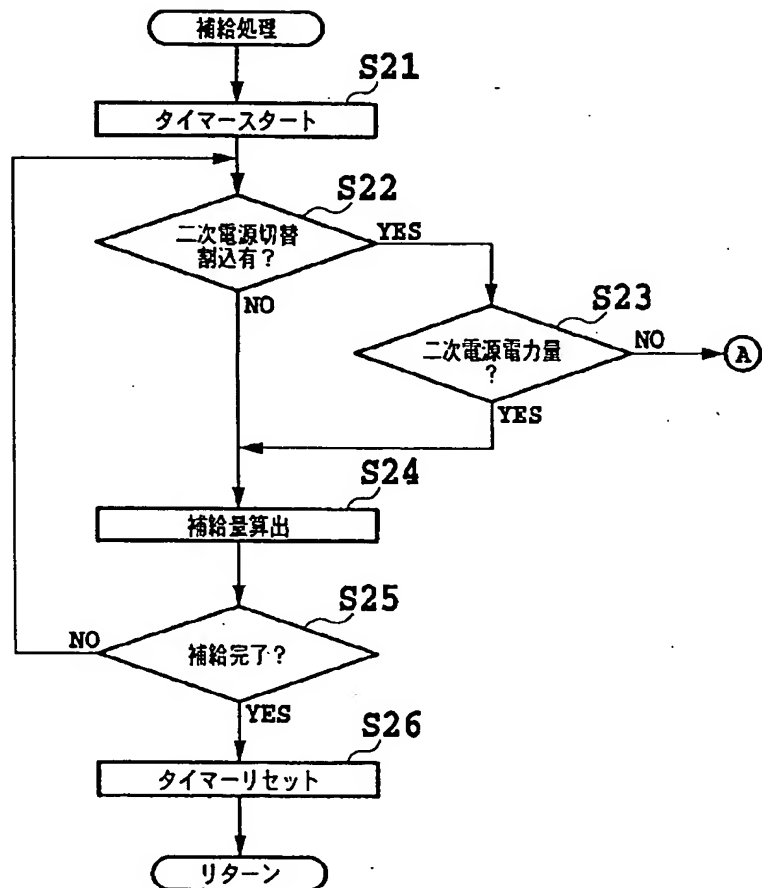 補給処理
S21
タイマースタート
S22
二次電源切替
割込有？
YES
NO
S23
二次電源電力量
？
NO
A
YES
S24
補給量算出
S25
補給完了？
NO
YES
S26
タイマーリセット
リターン